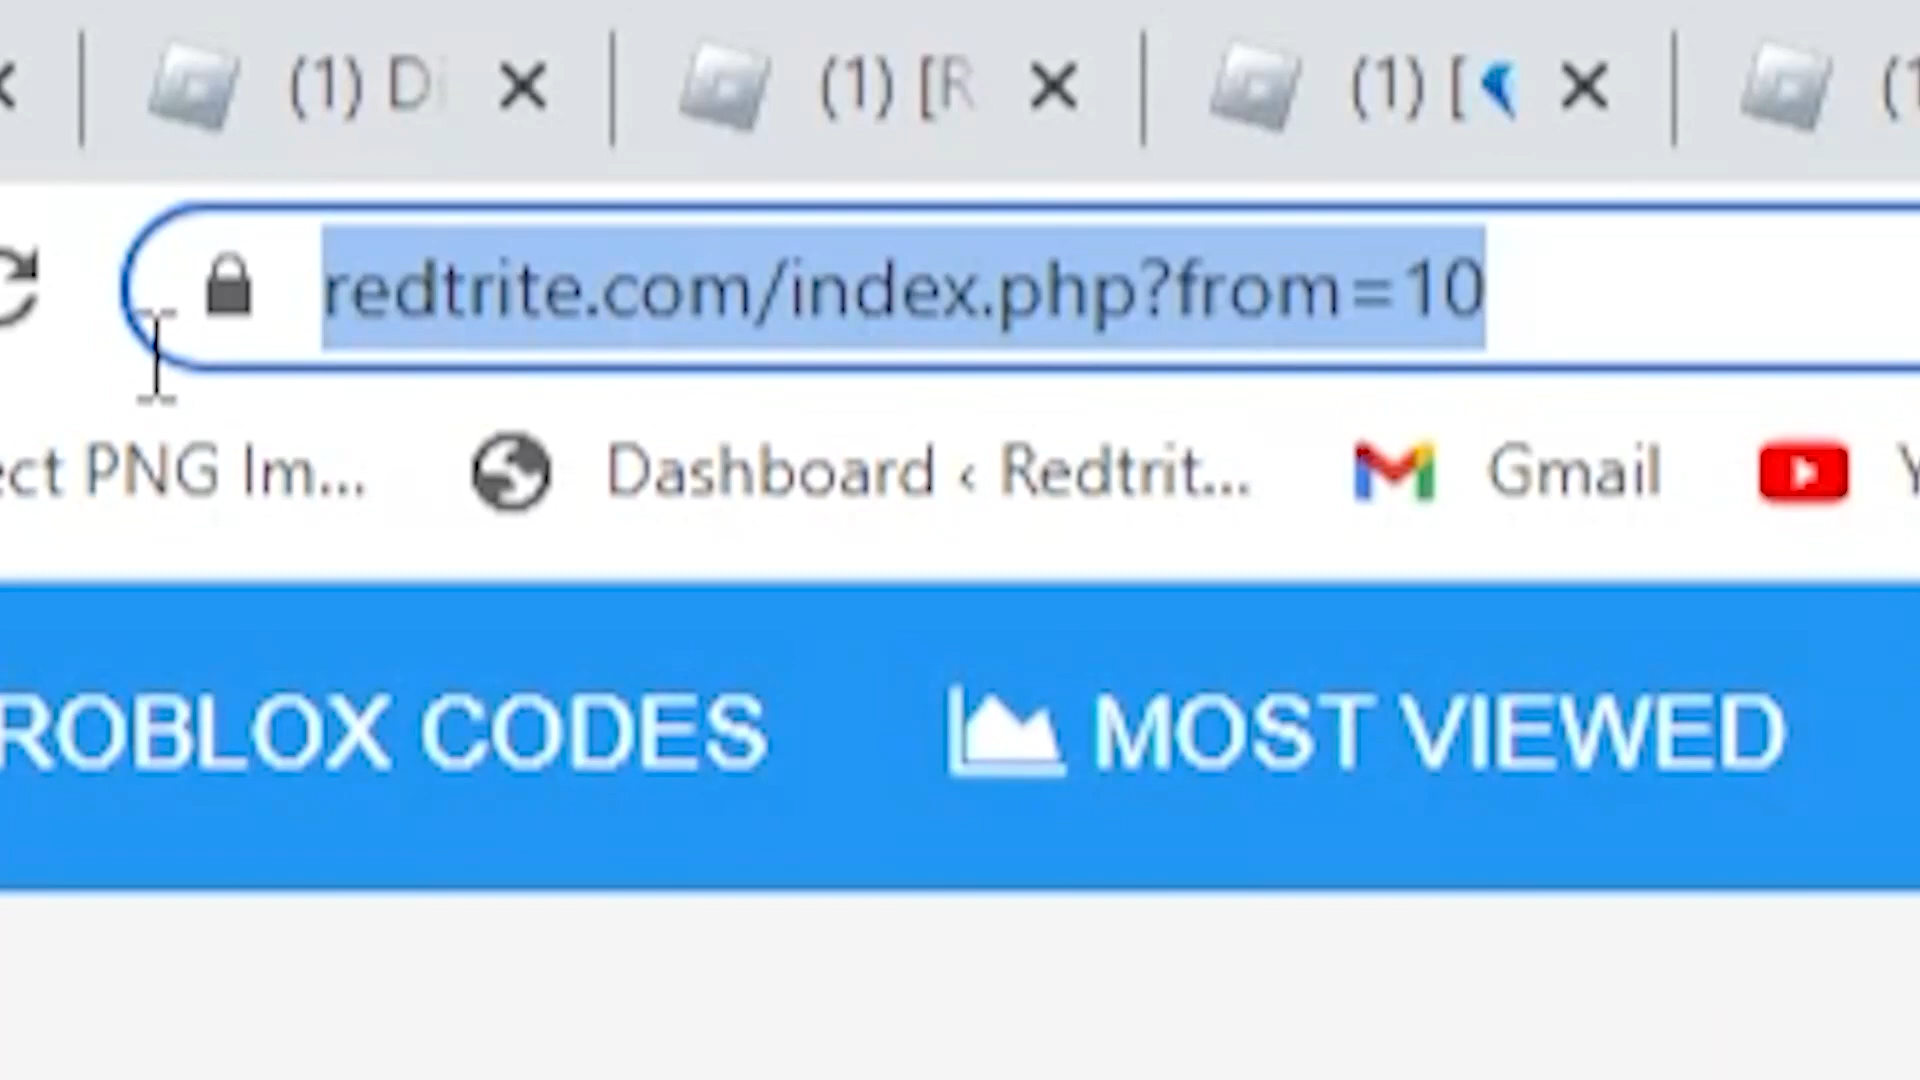 (1) D (1) [R (1) [ (1
redtrite.com/index.php?from=10
ect PNG Im... Dashboard ‹ Redtrit... Gmail Y
ROBLOX CODES MOST VIEWED